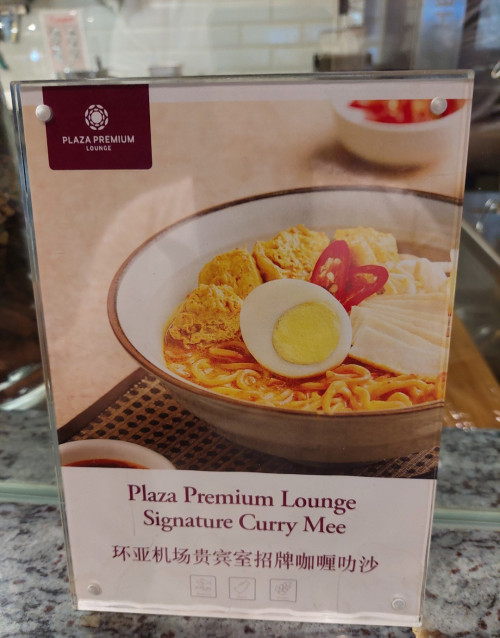 PLAZA PREMIUM
LOUNGE
Plaza Premium Lounge
Signature Curry Mee
环亚机场贵宾室招牌咖喱叻沙